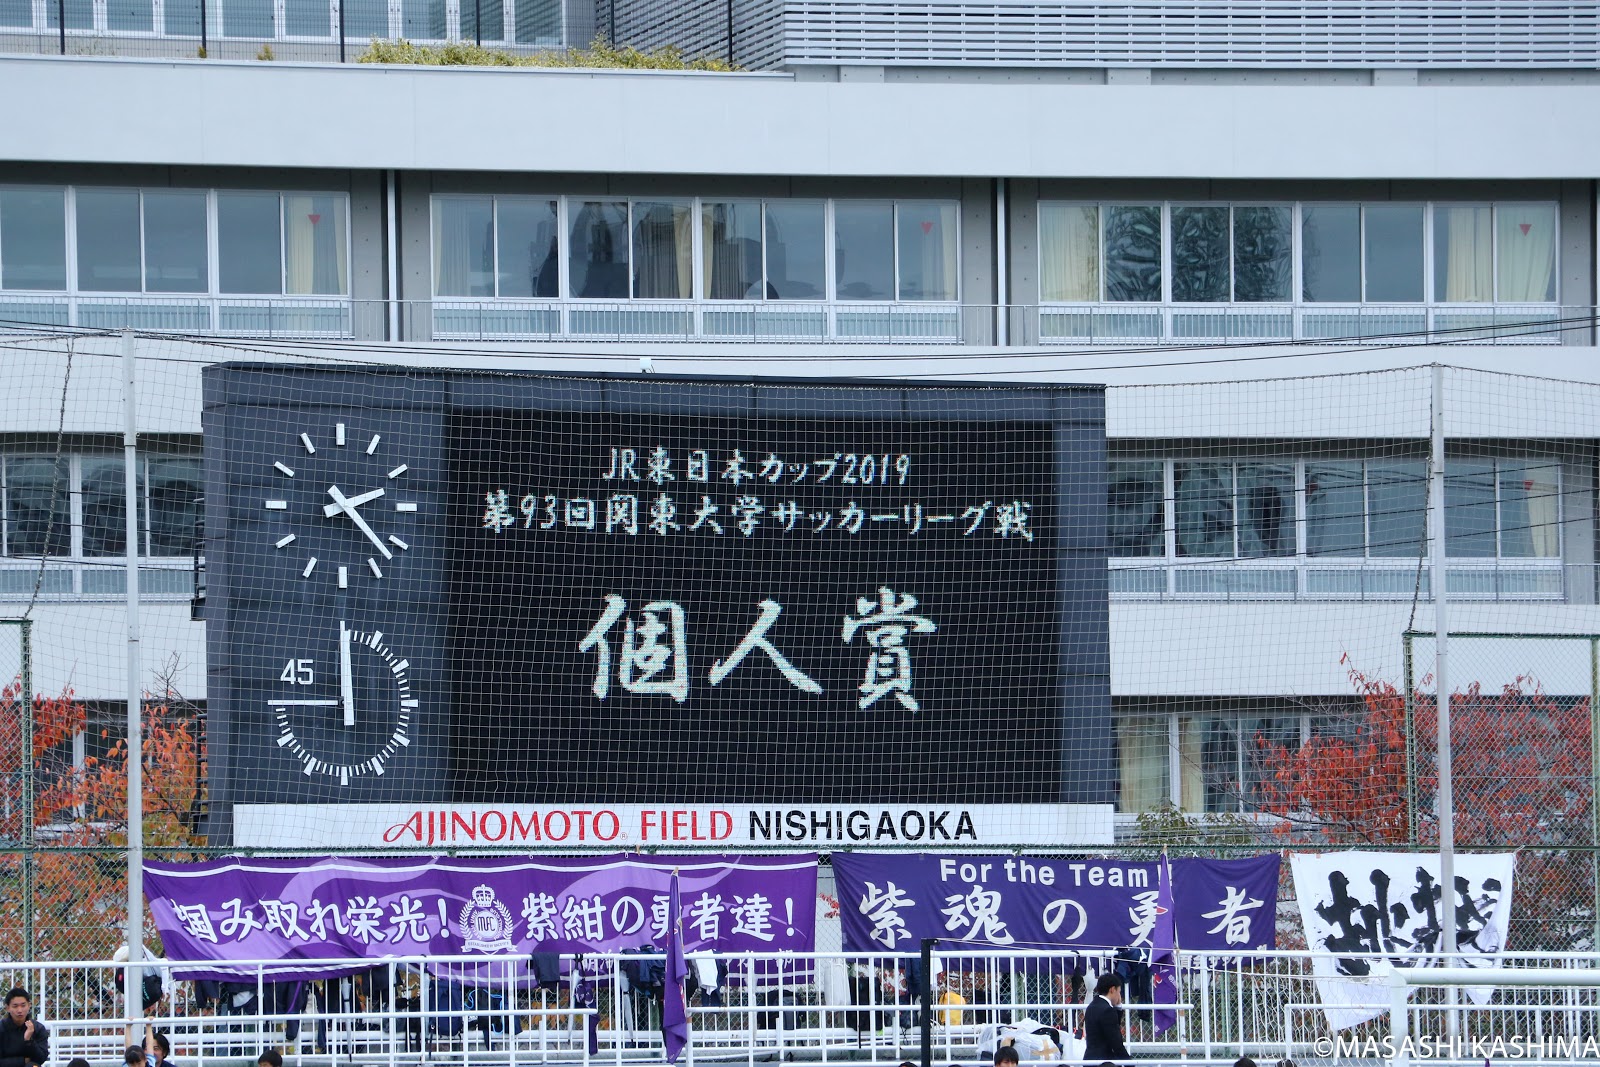 JR東日本カップ2019
第93回関東大学サッカーリーグ戦
個人賞
45
AJINOMOTO FIELD NISHIGAOKA
掴み取れ栄光! MFC 紫紺の勇者達!
For the Team!
紫魂の勇者
挑戦
©MASASHI KASHIMA